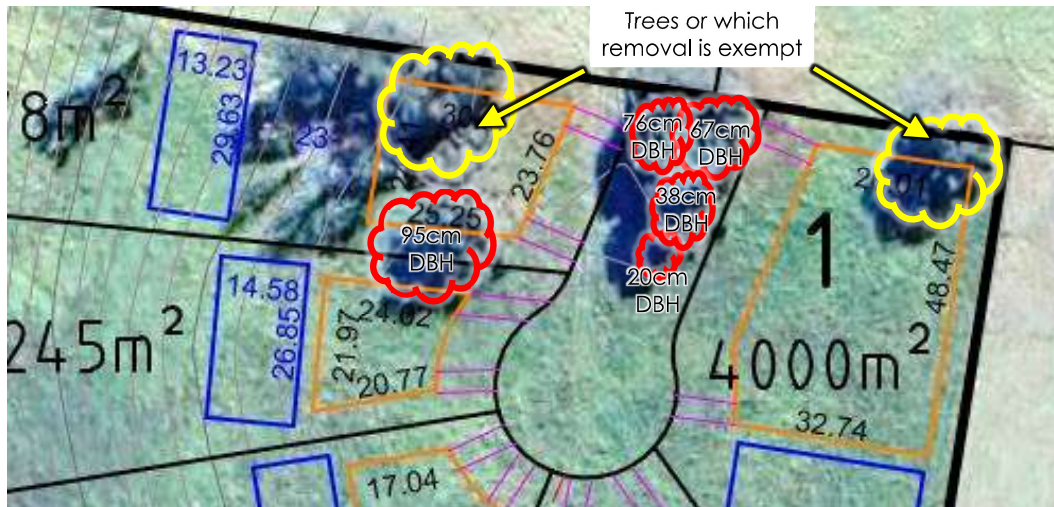 Trees or which
removal is exempt
13.23
29.63
8m²
23
30
23.76
76cm
DBH
67cm
DBH
38cm
DBH
20cm
DBH
25.25
95cm
DBH
1
48.47
4000m²
32.74
14.58
26.85
245m²
24.02
21.97
20.77
17.04